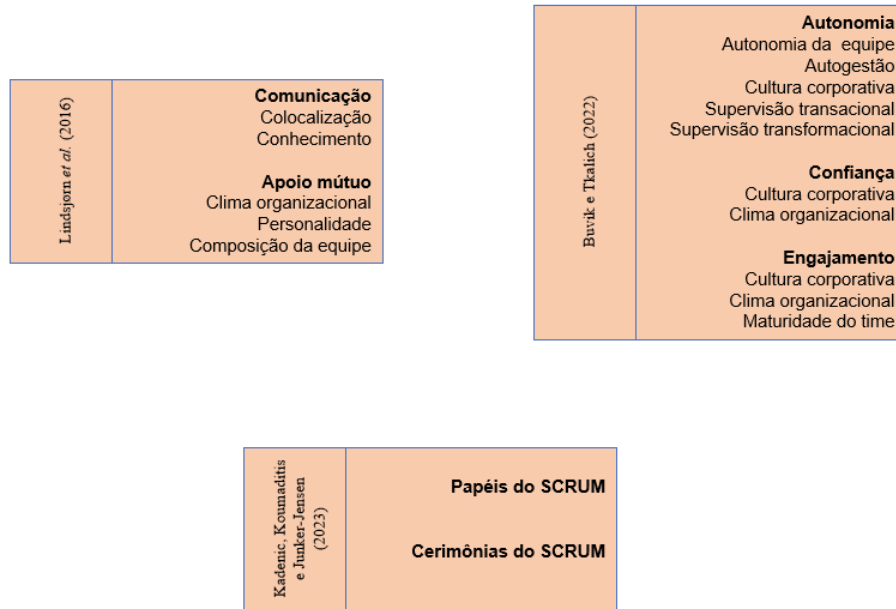 Lindsjørn et al. (2016)
Comunicação
Colocalização
Conhecimento
Apoio mútuo
Clima organizacional
Personalidade
Composição da equipe
Buvik e Tkalich (2022)
Autonomia
Autonomia da equipe
Autogestão
Cultura corporativa
Supervisão transacional
Supervisão transformacional
Confiança
Cultura corporativa
Clima organizacional
Engajamento
Cultura corporativa
Clima organizacional
Maturidade do time
Kadenic, Koumaditis
e Junker-Jensen
(2023)
Papéis do SCRUM
Cerimônias do SCRUM